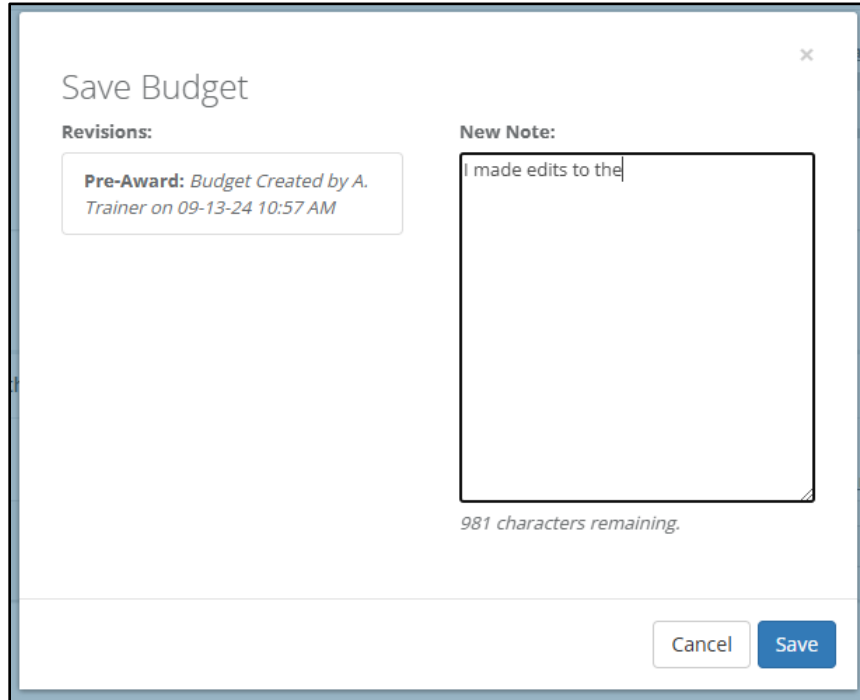 ×
Save Budget
Revisions:
Pre-Award: Budget Created by A.
Trainer on 09-13-24 10:57 AM
New Note:
I made edits to the
981 characters remaining.
Cancel
Save